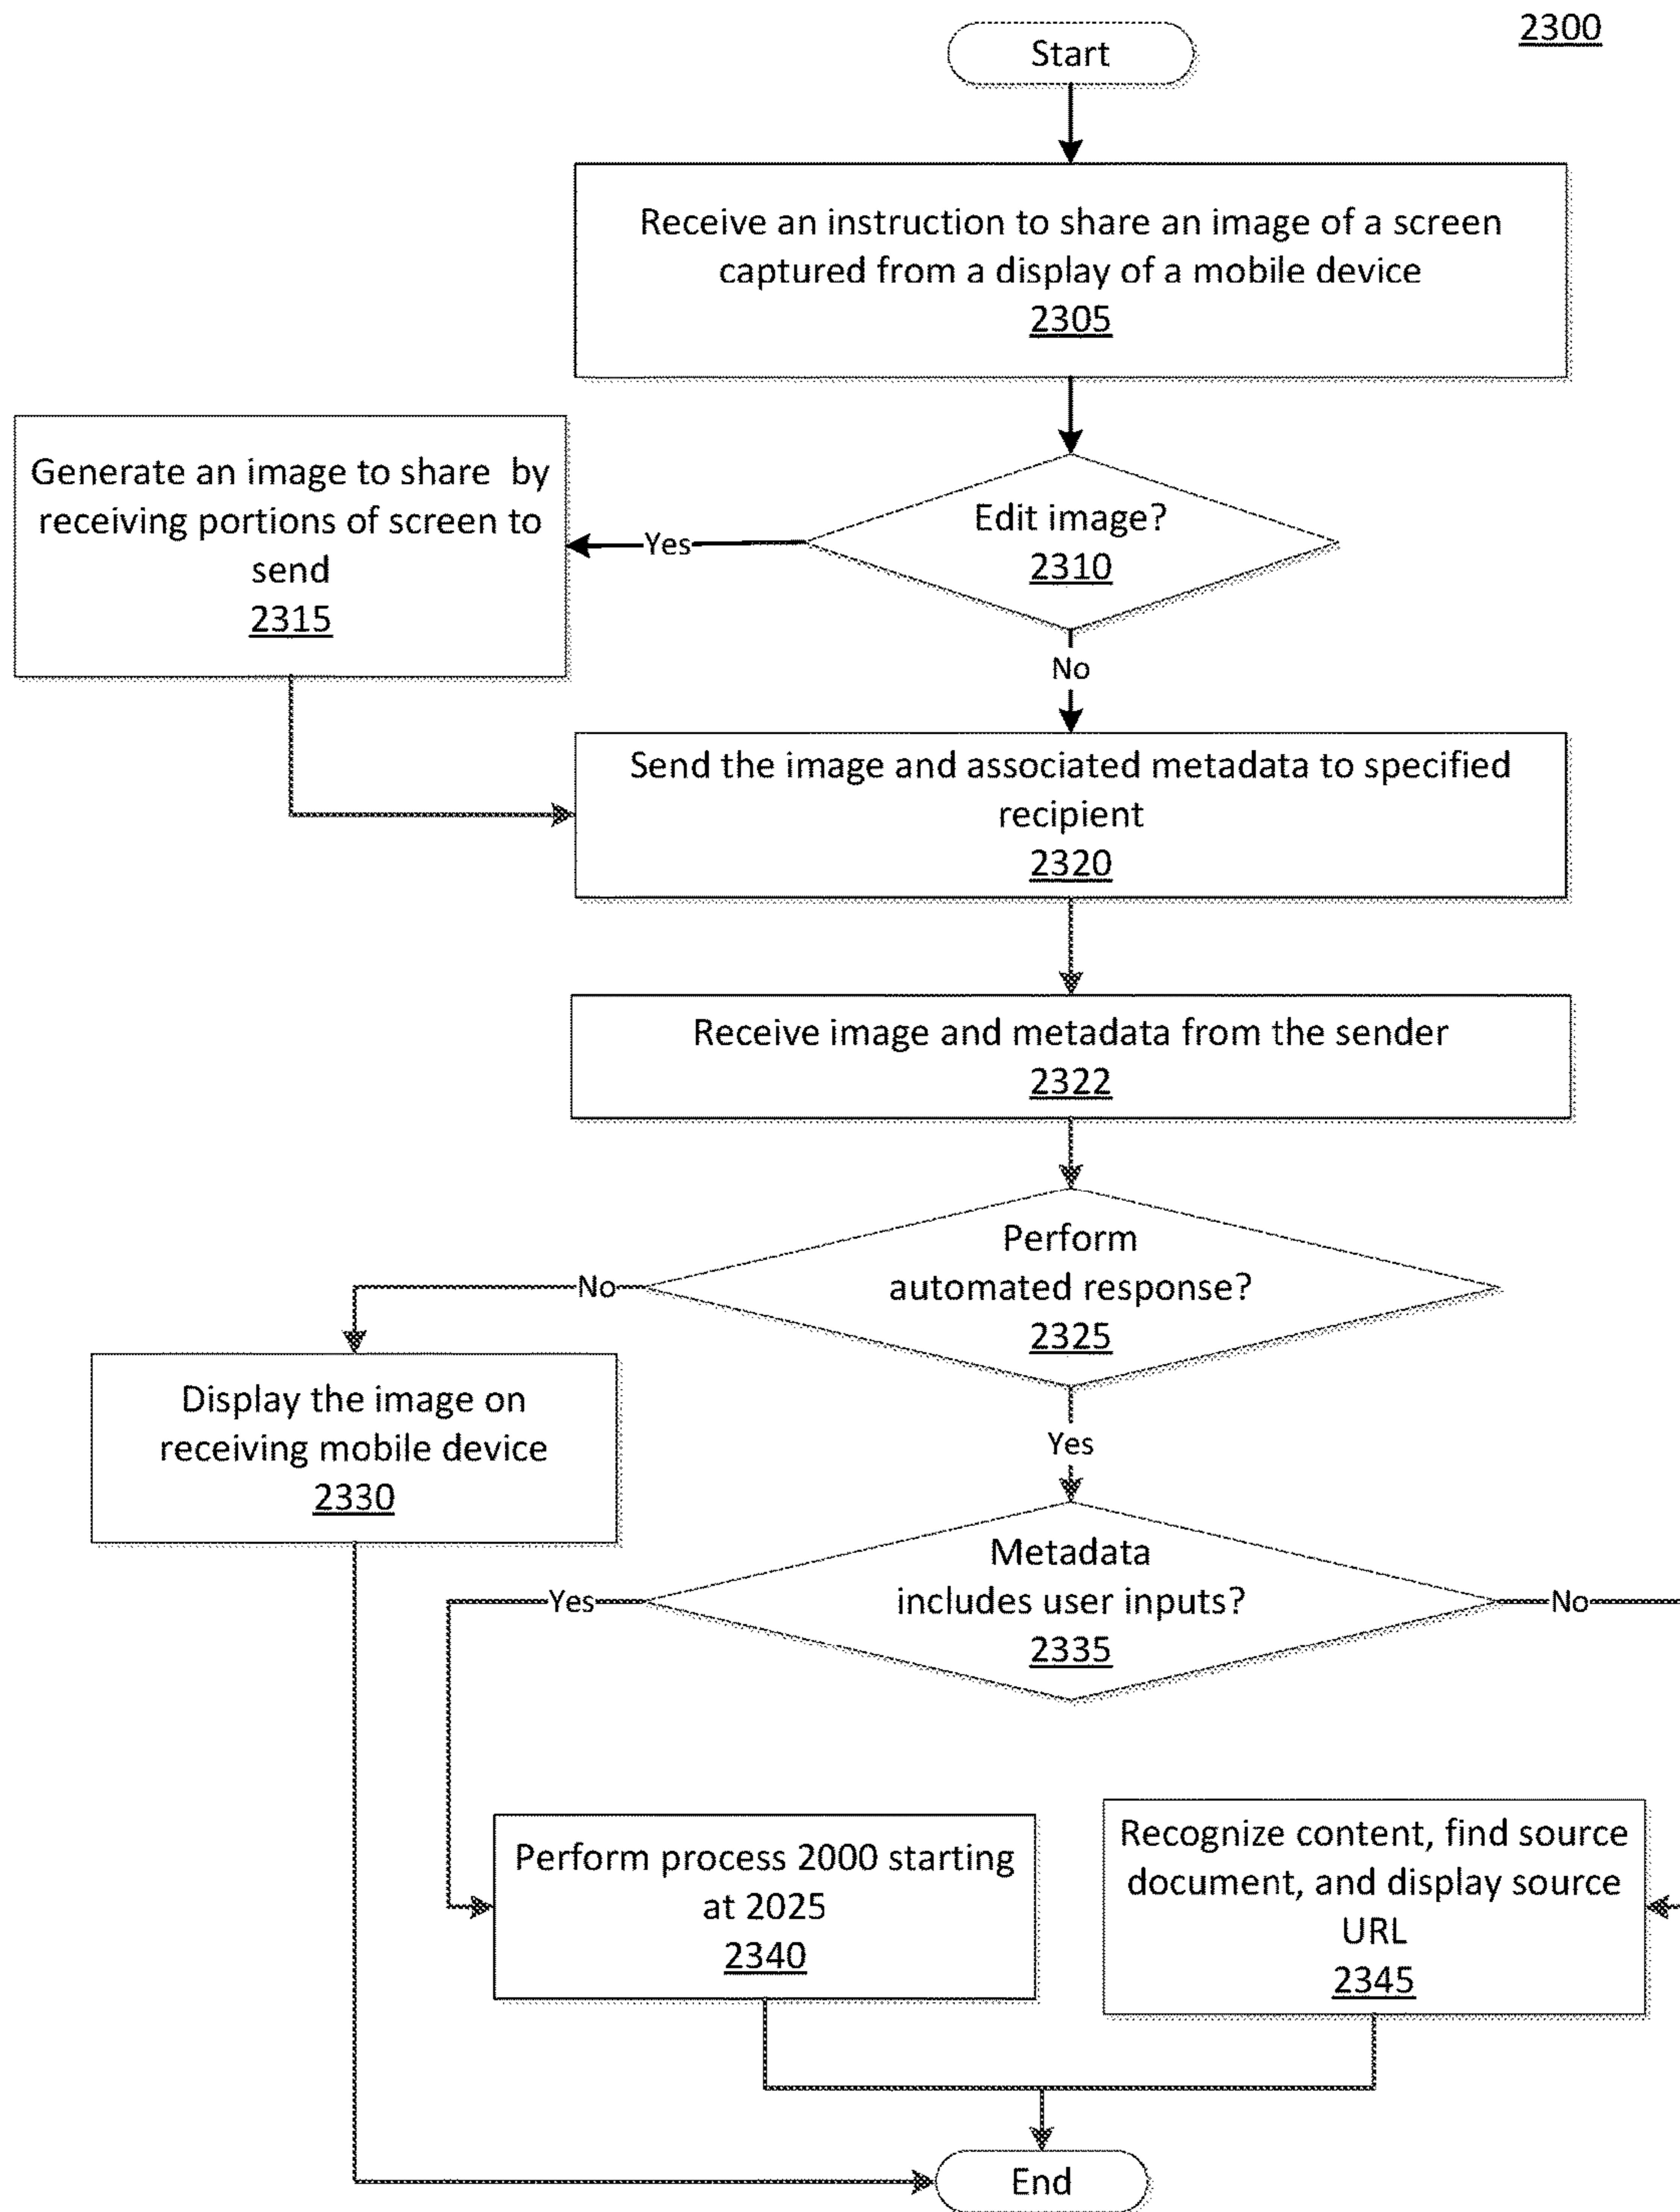 2300
Start
Receive an instruction to share an image of a screen
captured from a display of a mobile device
2305
Edit image?
2310
Yes
Generate an image to share by
receiving portions of screen to
send
2315
No
Send the image and associated metadata to specified
recipient
2320
Receive image and metadata from the sender
2322
Perform
automated response?
2325
No
Display the image on
receiving mobile device
2330
Yes
Metadata
includes user inputs?
2335
Yes
No
Perform process 2000 starting
at 2025
2340
Recognize content, find source
document, and display source
URL
2345
End